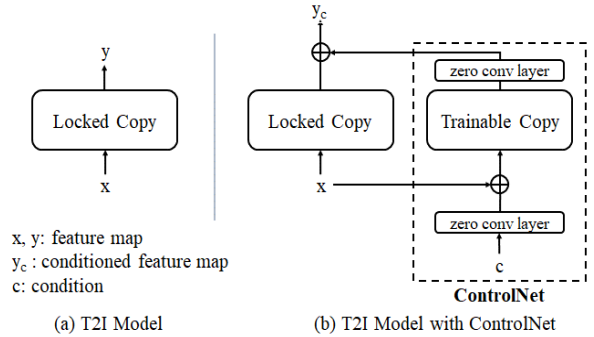 y
Locked Copy
x
x, y: feature map
y_c : conditioned feature map
c: condition
(a) T2I Model
y_c
zero conv layer
Locked Copy
Trainable Copy
x
zero conv layer
c
ControlNet
(b) T2I Model with ControlNet